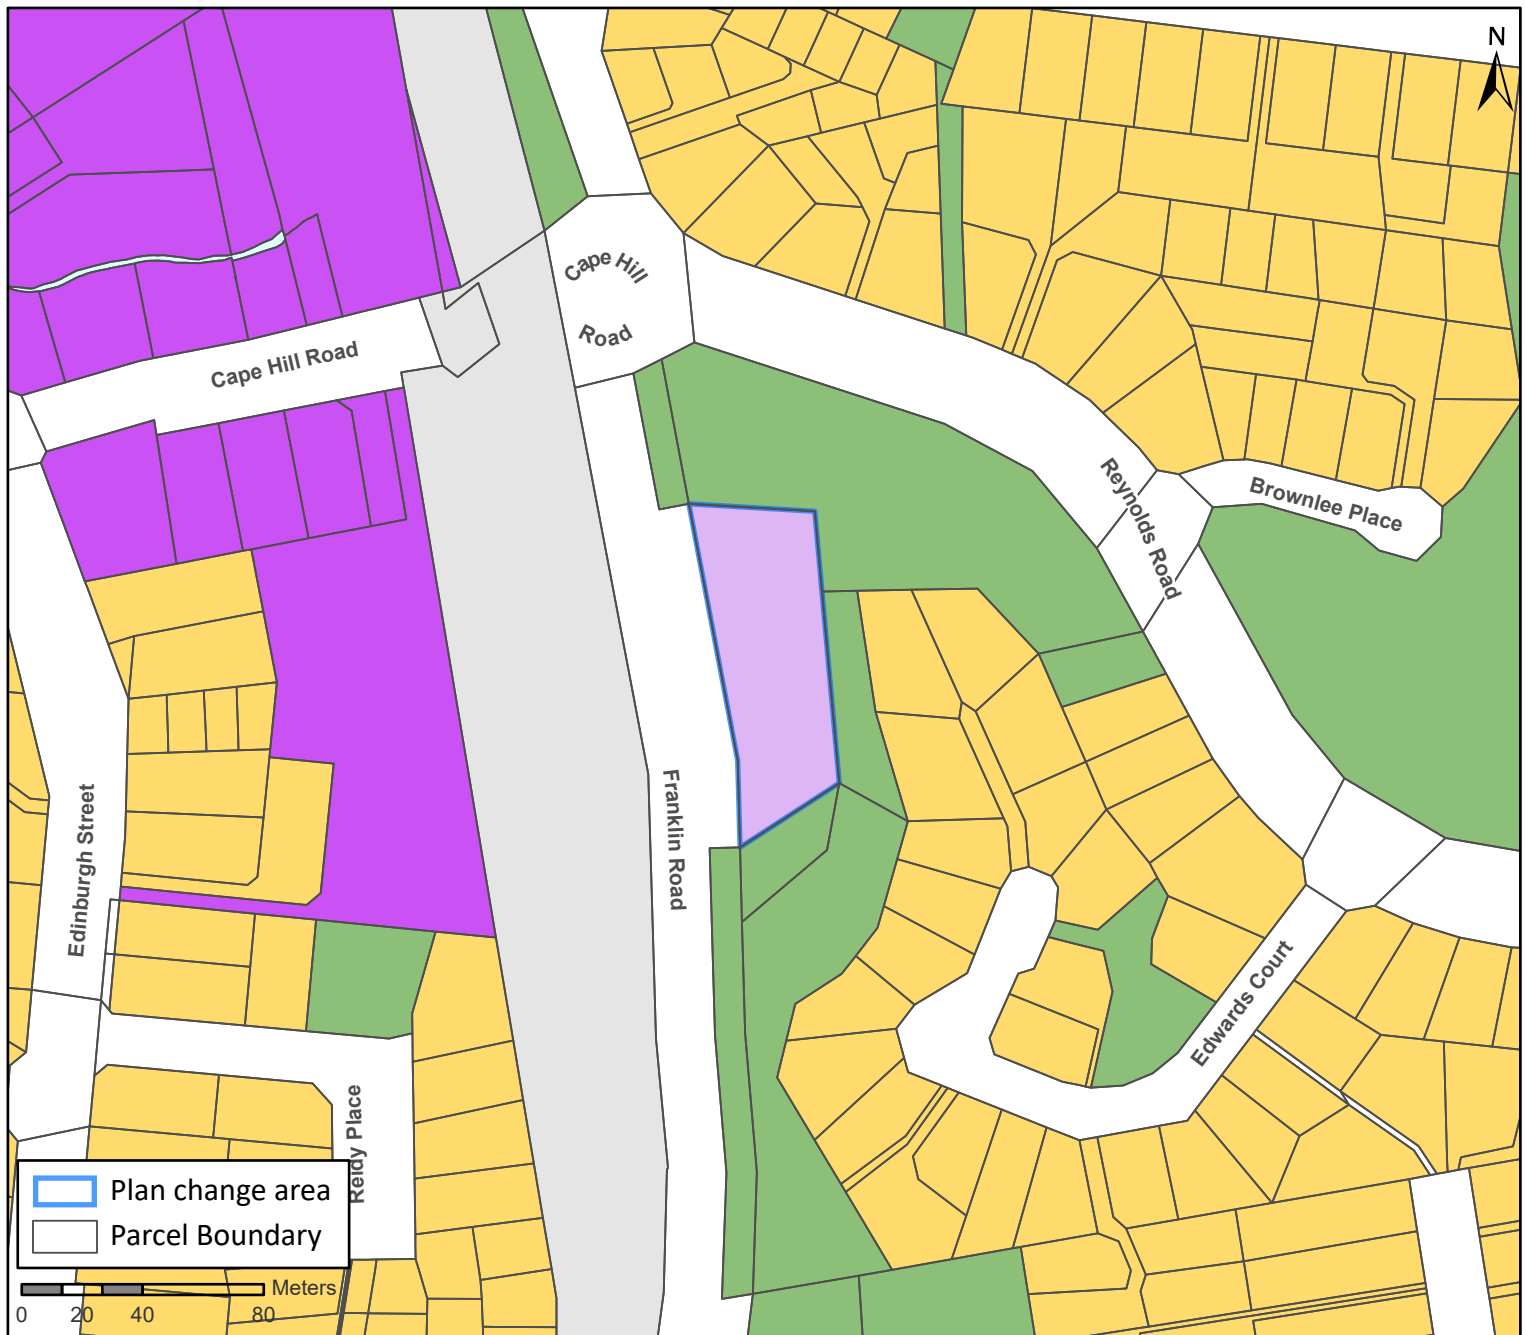 N
Cape Hill
Road
Cape Hill Road
Reynolds Road
Brownlee Place
Franklin Road
Edinburgh Street
Edwards Court
Reidy Place
Plan change area
Parcel Boundary
Meters
0 20 40 80